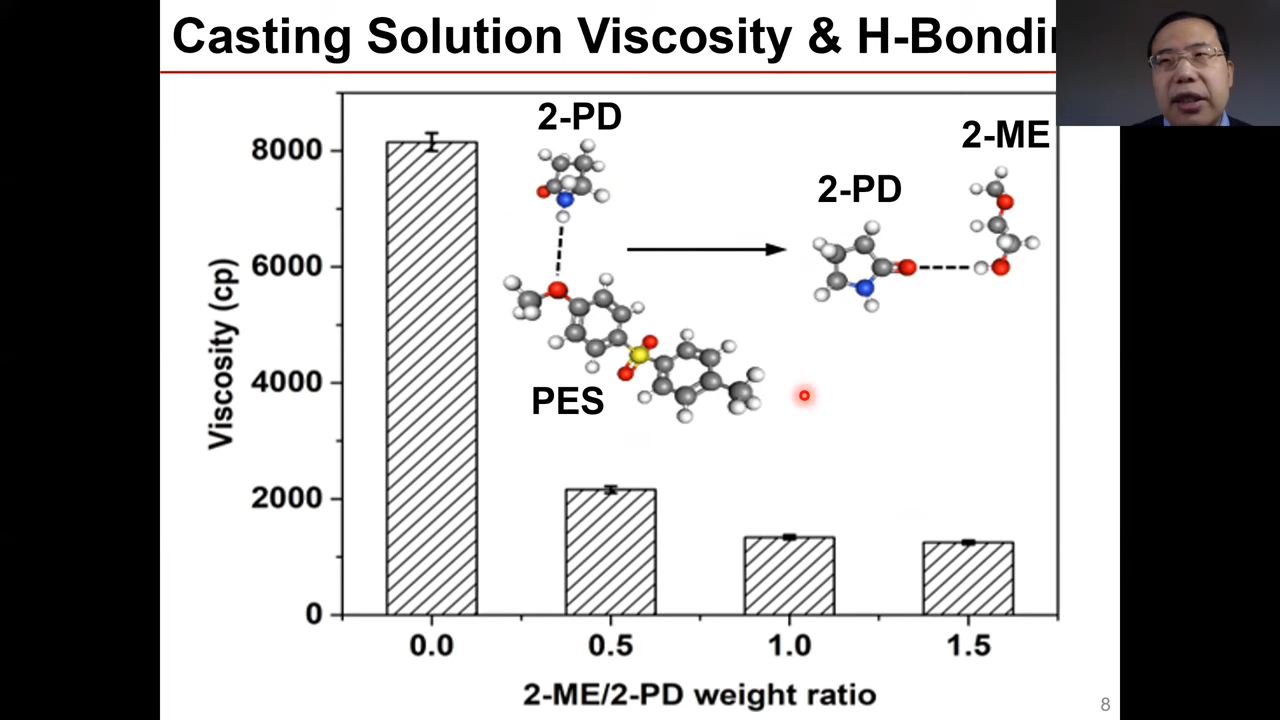 Casting Solution Viscosity & H-Bondin
2-PD
2-ME
2-PD
PES
Viscosity (cp)
8000
6000
4000
2000
0
0.0 0.5 1.0 1.5
2-ME/2-PD weight ratio
8